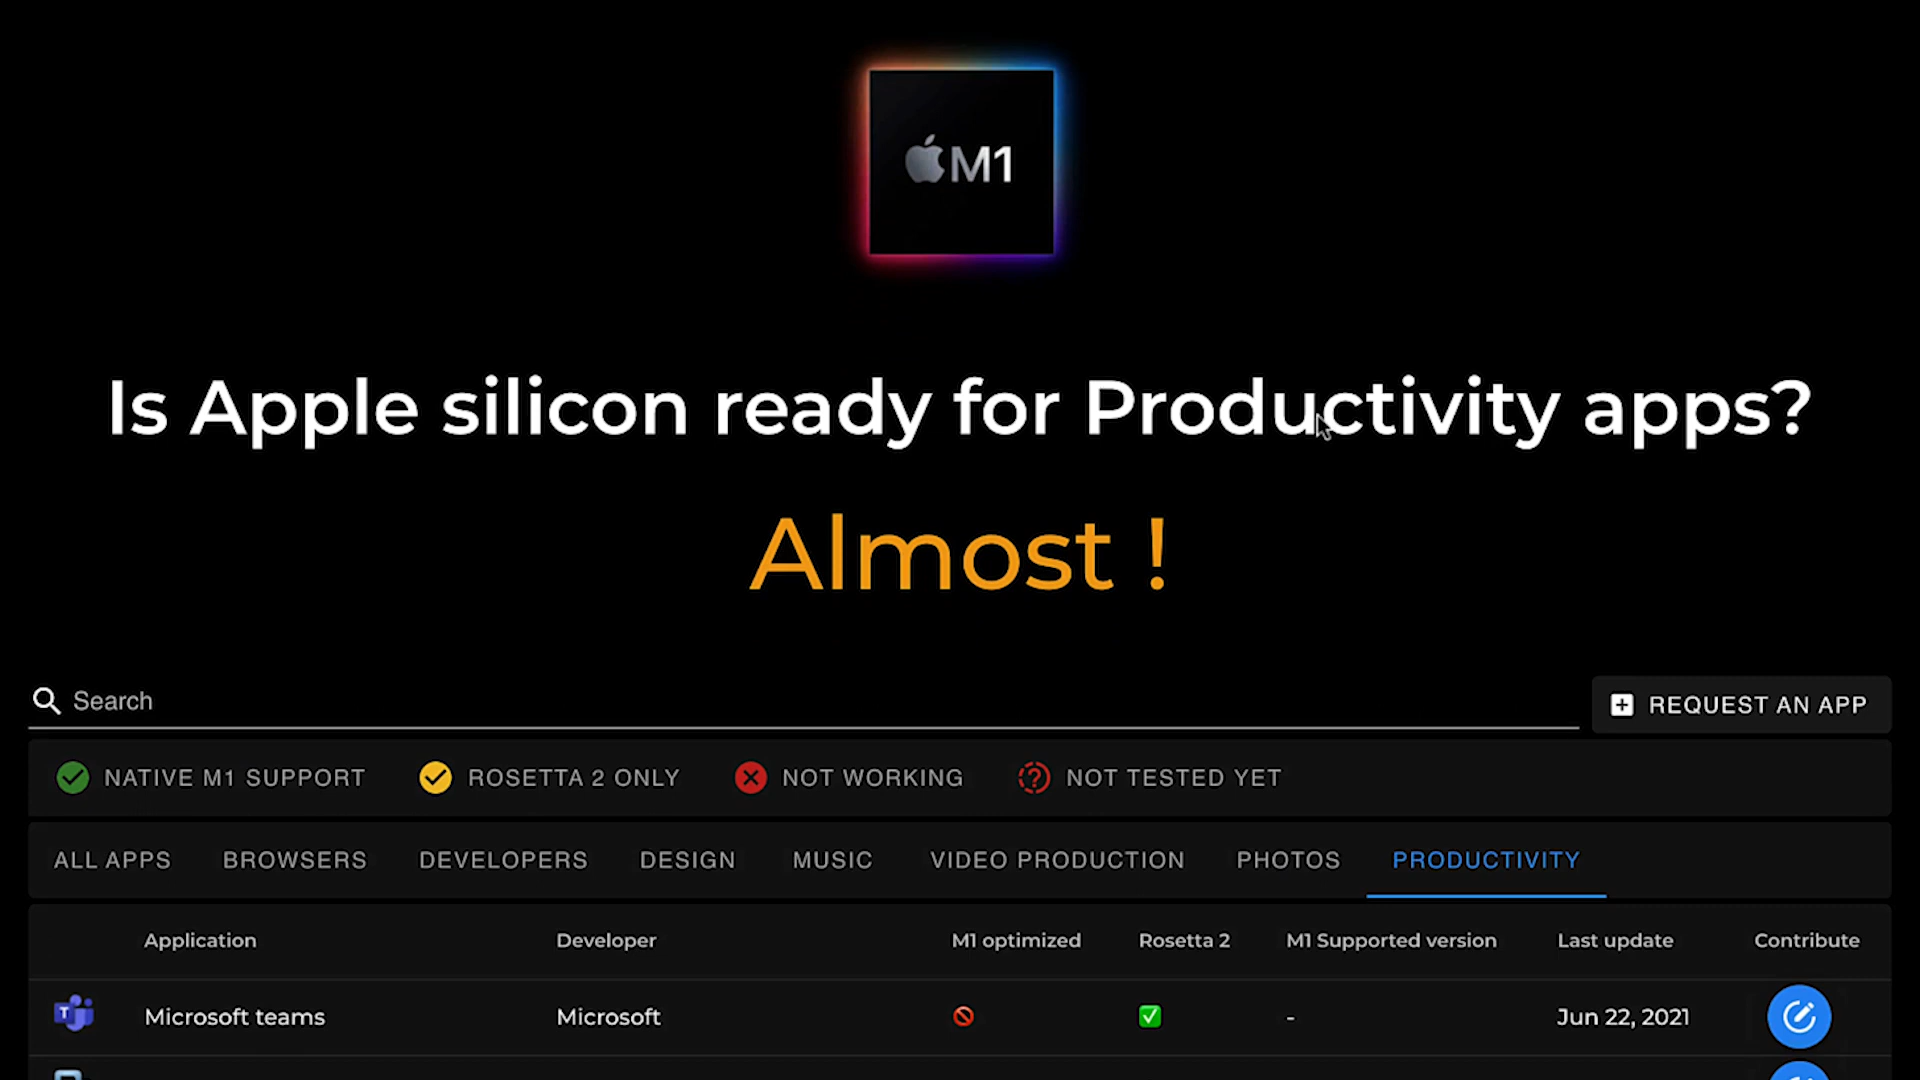 M1
Is Apple silicon ready for Productivity apps?
Almost !
Search
REQUEST AN APP
NATIVE M1 SUPPORT ROSETTA 2 ONLY NOT WORKING NOT TESTED YET
ALL APPS BROWSERS DEVELOPERS DESIGN MUSIC VIDEO PRODUCTION PHOTOS PRODUCTIVITY
Application Developer M1 optimized Rosetta 2 M1 Supported version Last update Contribute
T Microsoft teams Microsoft - Jun 22, 2021